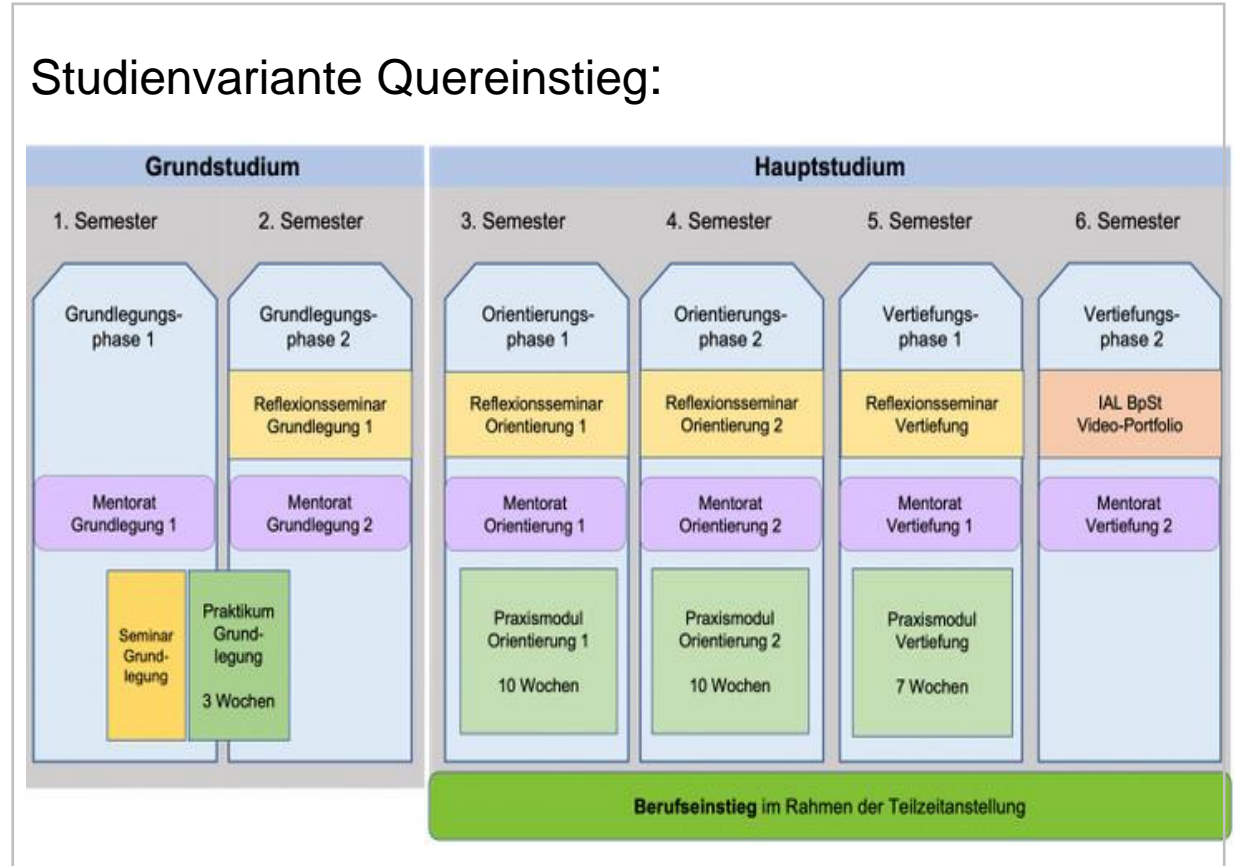 Studienvariante Quereinstieg:
Grundstudium
Hauptstudium
1. Semester
2. Semester
3. Semester
4. Semester
5. Semester
6. Semester
Grundlegungs-
phase 1
Grundlegungs-
phase 2
Orientierungs-
phase 1
Orientierungs-
phase 2
Vertiefungs-
phase 1
Vertiefungs-
phase 2
Reflexionsseminar
Grundlegung 1
Reflexionsseminar
Orientierung 1
Reflexionsseminar
Orientierung 2
Reflexionsseminar
Vertiefung
IAL BpSt
Video-Portfolio
Mentorat
Grundlegung 1
Mentorat
Grundlegung 2
Mentorat
Orientierung 1
Mentorat
Orientierung 2
Mentorat
Vertiefung 1
Mentorat
Vertiefung 2
Seminar
Grund-
legung
Praktikum
Grund-
legung
3 Wochen
Praxismodul
Orientierung 1
10 Wochen
Praxismodul
Orientierung 2
10 Wochen
Praxismodul
Vertiefung
7 Wochen
Berufseinstieg im Rahmen der Teilzeitanstellung